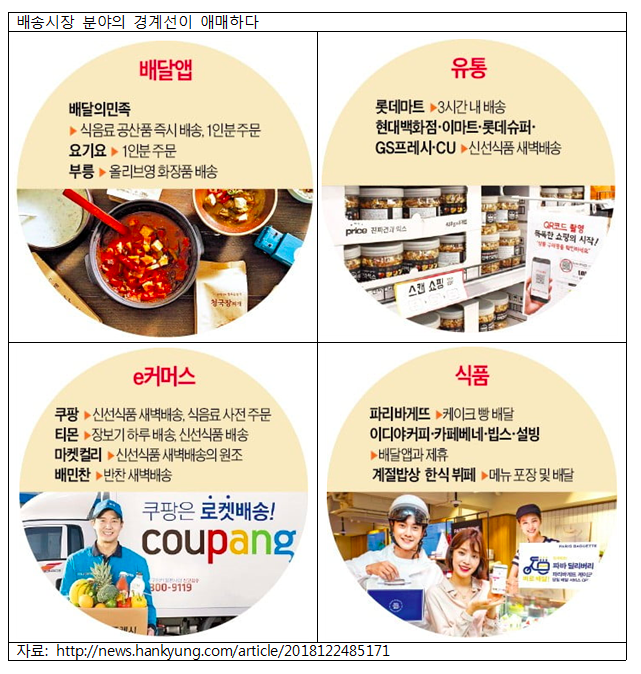 배송시장 분야의 경계선이 애매하다
배달앱
배달의민족
▶ 식음료 공산품 즉시 배송, 1인분 주문
요기요 ▶ 1인분 주문
부릉 ▶ 올리브영 화장품 배송
청국장찌개
유통
롯데마트 ▶3시간 내 배송
현대백화점·이마트·롯데슈퍼·
GS프레시·CU ▶신선식품 새벽배송
price
QR코드 촬영
똑똑한 쇼핑의 시작!
스캔 쇼핑
e커머스
쿠팡 ▶신선식품 새벽배송, 식음료 사전 주문
티몬 ▶장보기 하루 배송, 신선식품 배송
마켓컬리 ▶신선식품 새벽배송의 원조
배민찬 ▶반찬 새벽배송
쿠팡은 로켓배송!
coupang
800-9119
식품
파리바게뜨 ▶케이크 빵 배달
이디야커피·카페베네·빕스·설빙
▶배달앱과 제휴
계절밥상 한식 뷔페 ▶메뉴 포장 및 배달
PARIS BAGUETTE
파바 딜리버리
자료: http://news.hankyung.com/article/2018122485171